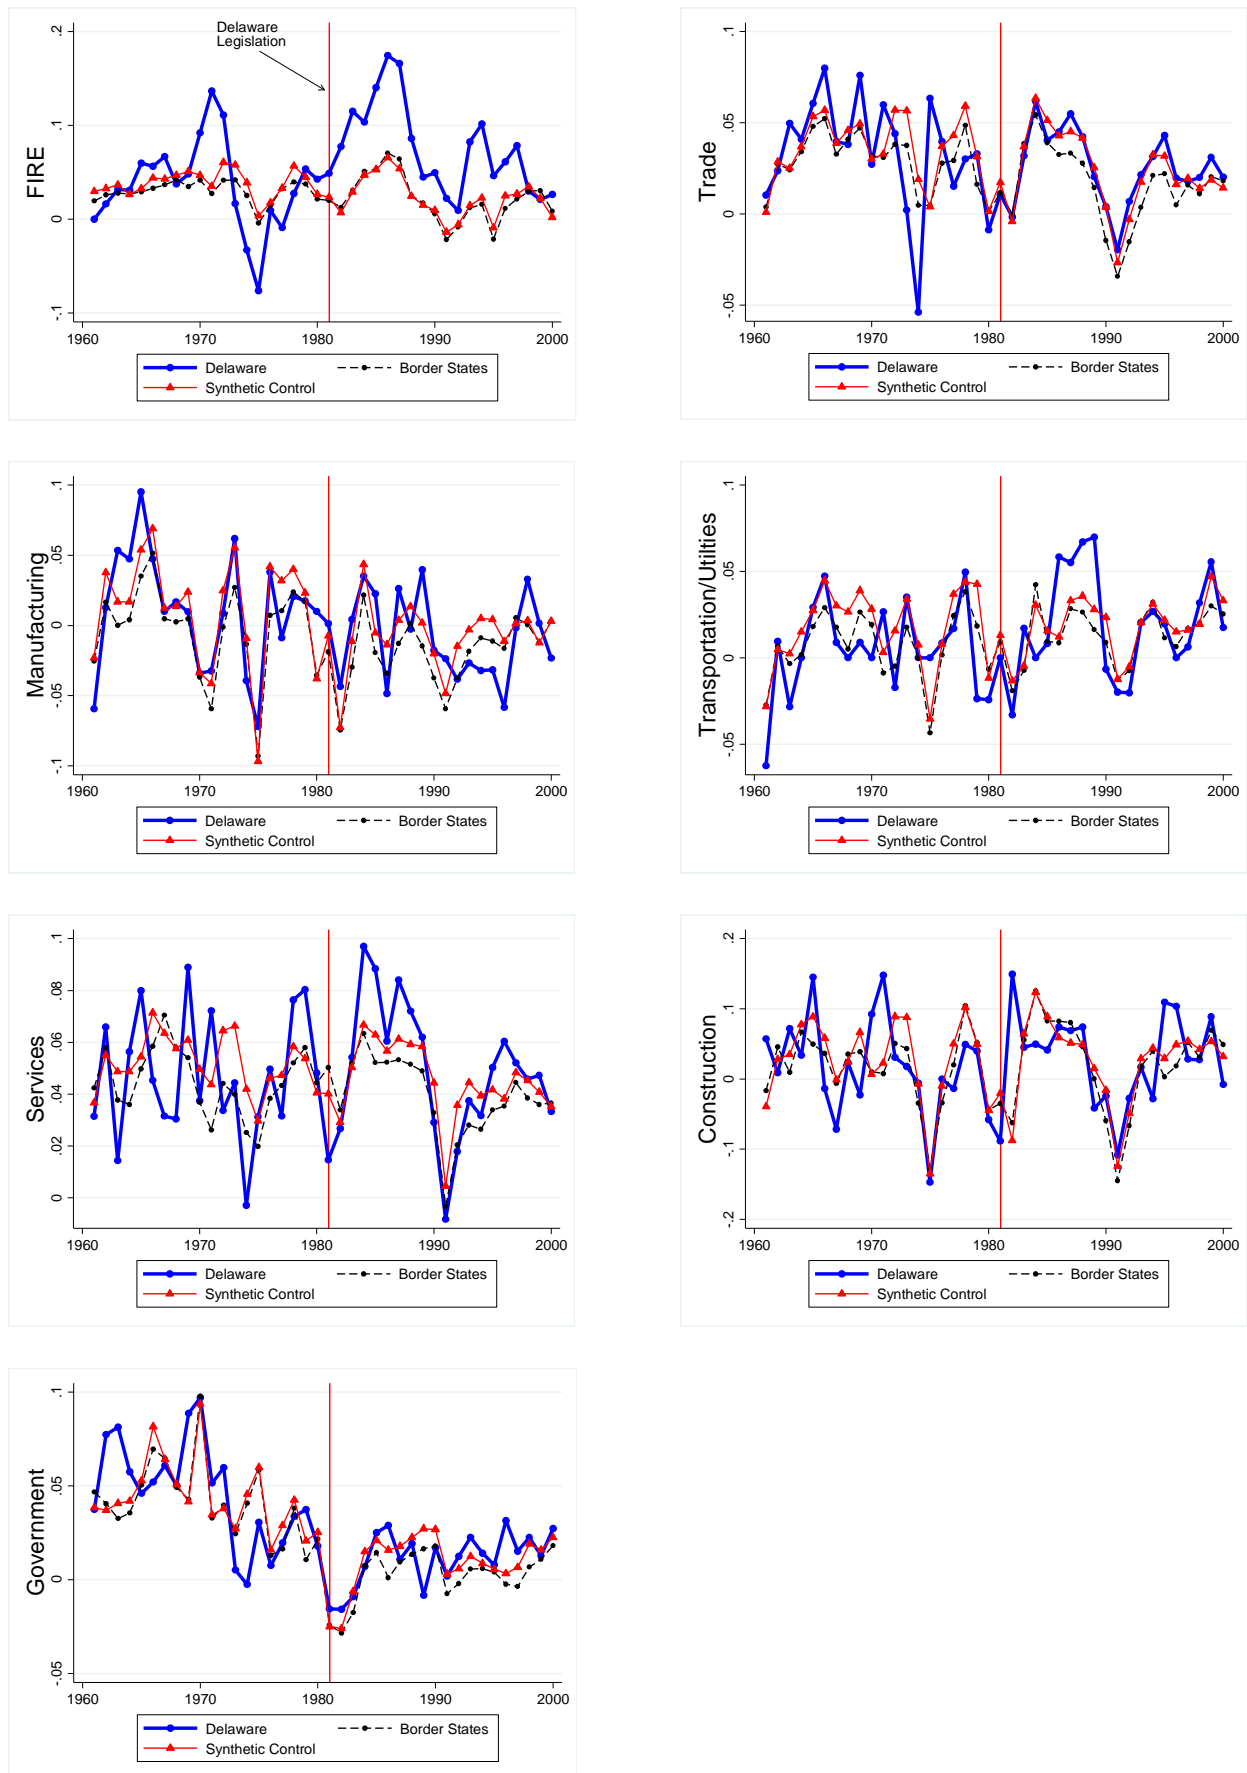 Delaware
Legislation
FIRE
.2
.1
0
-.1
1960 1970 1980 1990 2000
Delaware Border States
Synthetic Control
Trade
.1
.05
0
-.05
1960 1970 1980 1990 2000
Delaware Border States
Synthetic Control
Manufacturing
.1
.05
0
-.05
-.1
1960 1970 1980 1990 2000
Delaware Border States
Synthetic Control
Transportation/Utilties
.1
.05
0
-.05
1960 1970 1980 1990 2000
Delaware Border States
Synthetic Control
Services
.1
.08
.06
.04
.02
0
1960 1970 1980 1990 2000
Delaware Border States
Synthetic Control
Construction
.2
.1
0
-.1
-.2
1960 1970 1980 1990 2000
Delaware Border States
Synthetic Control
Government
.1
.05
0
-.05
1960 1970 1980 1990 2000
Delaware Border States
Synthetic Control